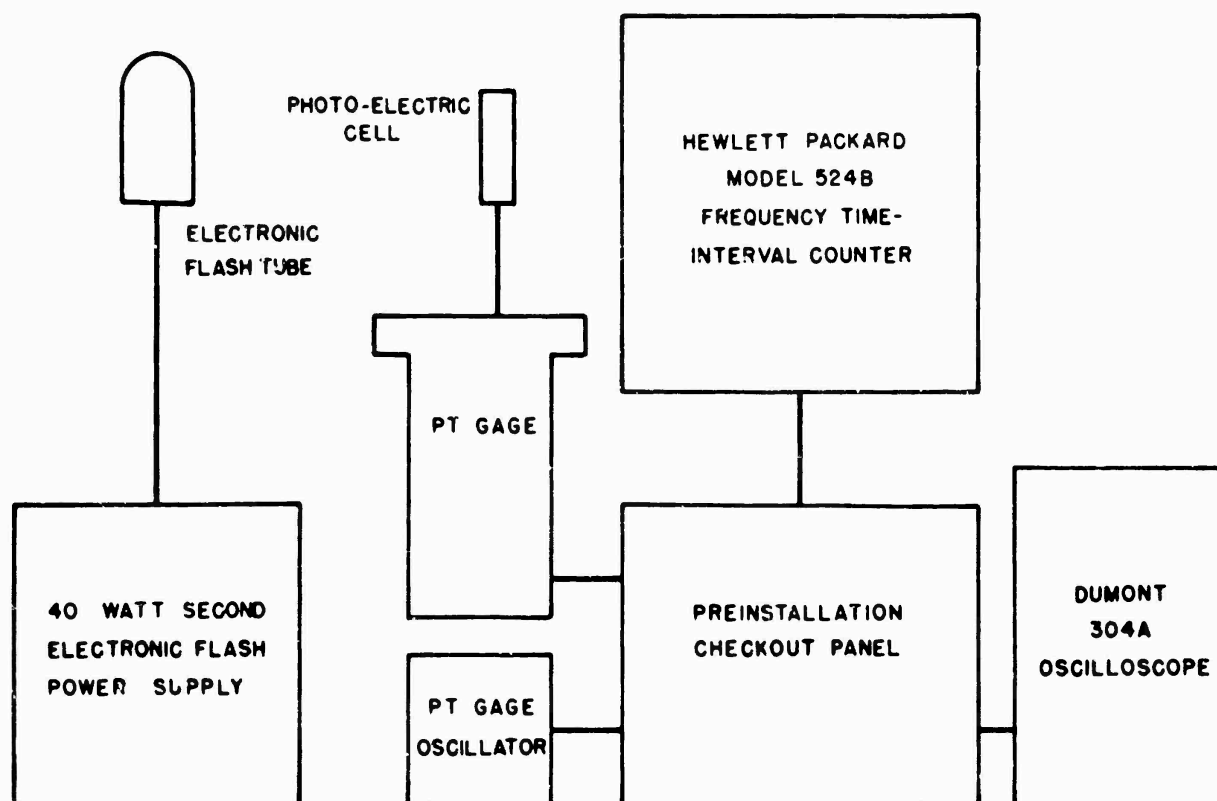 PHOTO-ELECTRIC
CELL
HEWLETT PACKARD
MODEL 524B
FREQUENCY TIME-
INTERVAL COUNTER
ELECTRONIC
FLASH TUBE
PT GAGE
40 WATT SECOND
ELECTRONIC FLASH
POWER SUPPLY
PREINSTALLATION
CHECKOUT PANEL
DUMONT
304A
OSCILLOSCOPE
PT GAGE
OSCILLATOR